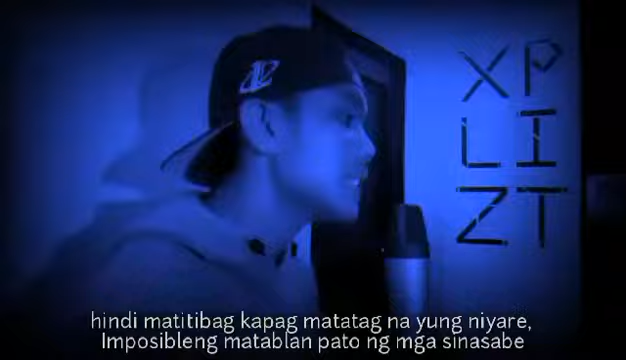 XP
LI
ZT
hindi matitibag kapag matatag na yung niyare,
Imposibleng matablan pato ng mga sinasabe